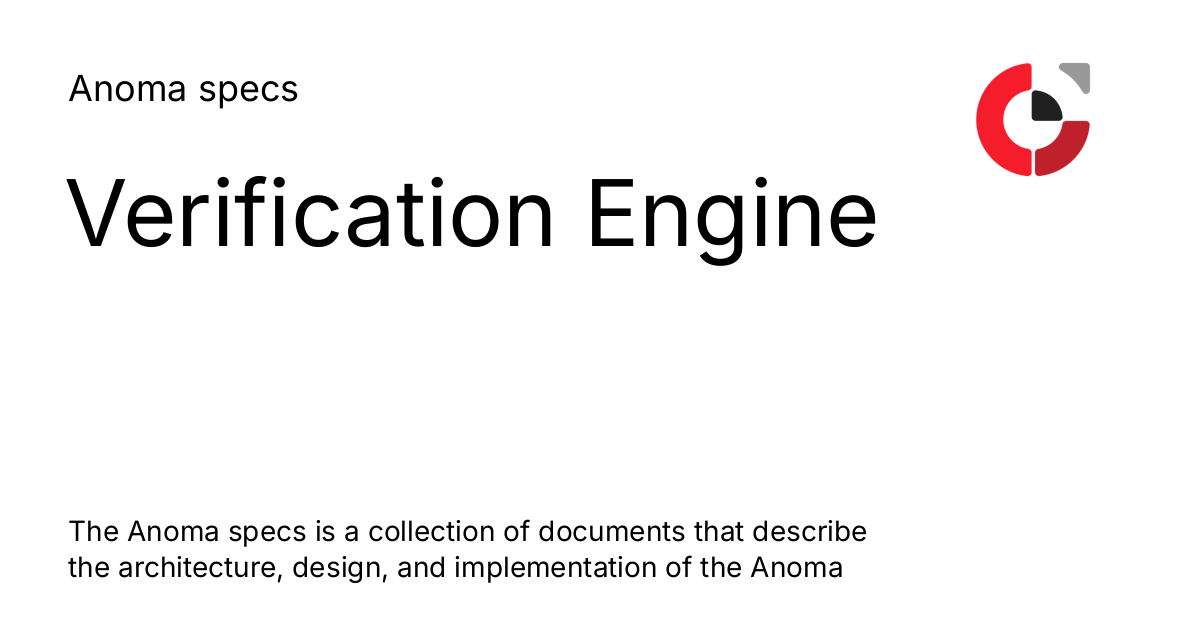 Anoma specs
Verification Engine
The Anoma specs is a collection of documents that describe
the architecture, design, and implementation of the Anoma